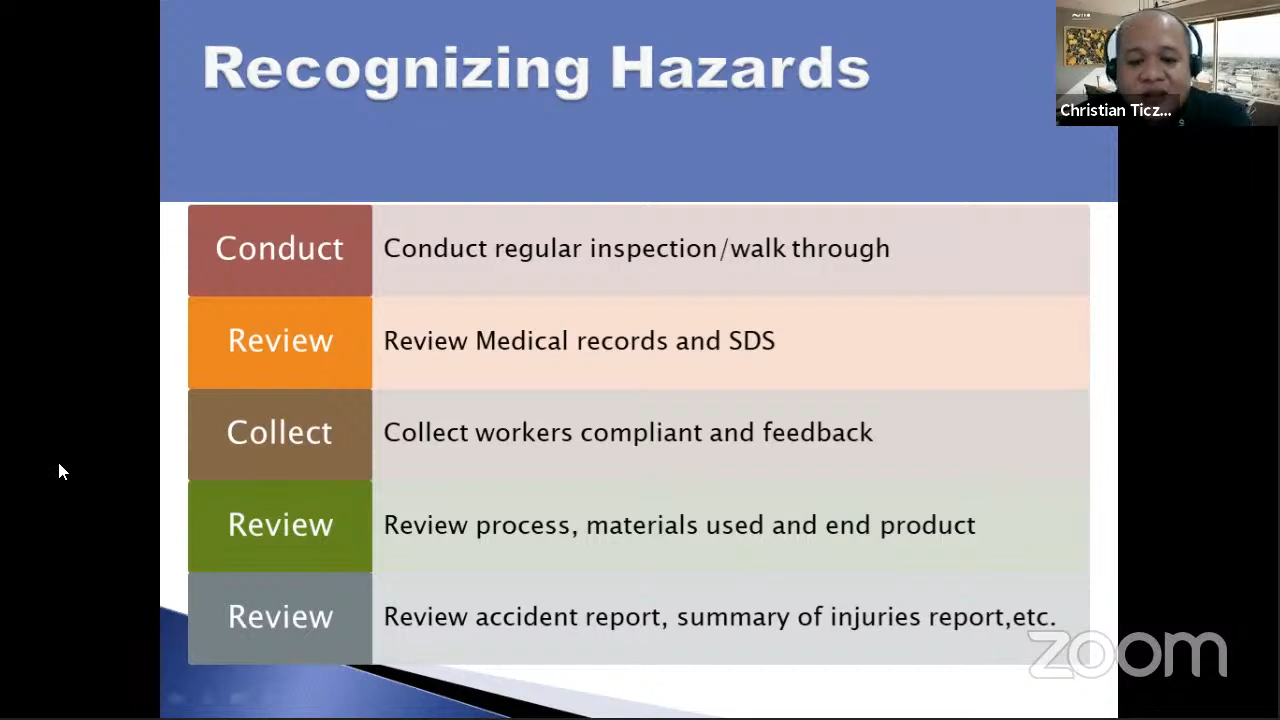 Recognizing Hazards
Christian Ticz...
Conduct
Conduct regular inspection/walk through
Review
Review Medical records and SDS
Collect
Collect workers compliant and feedback
Review
Review process, materials used and end product
Review
Review accident report, summary of injuries report,etc.
zoom